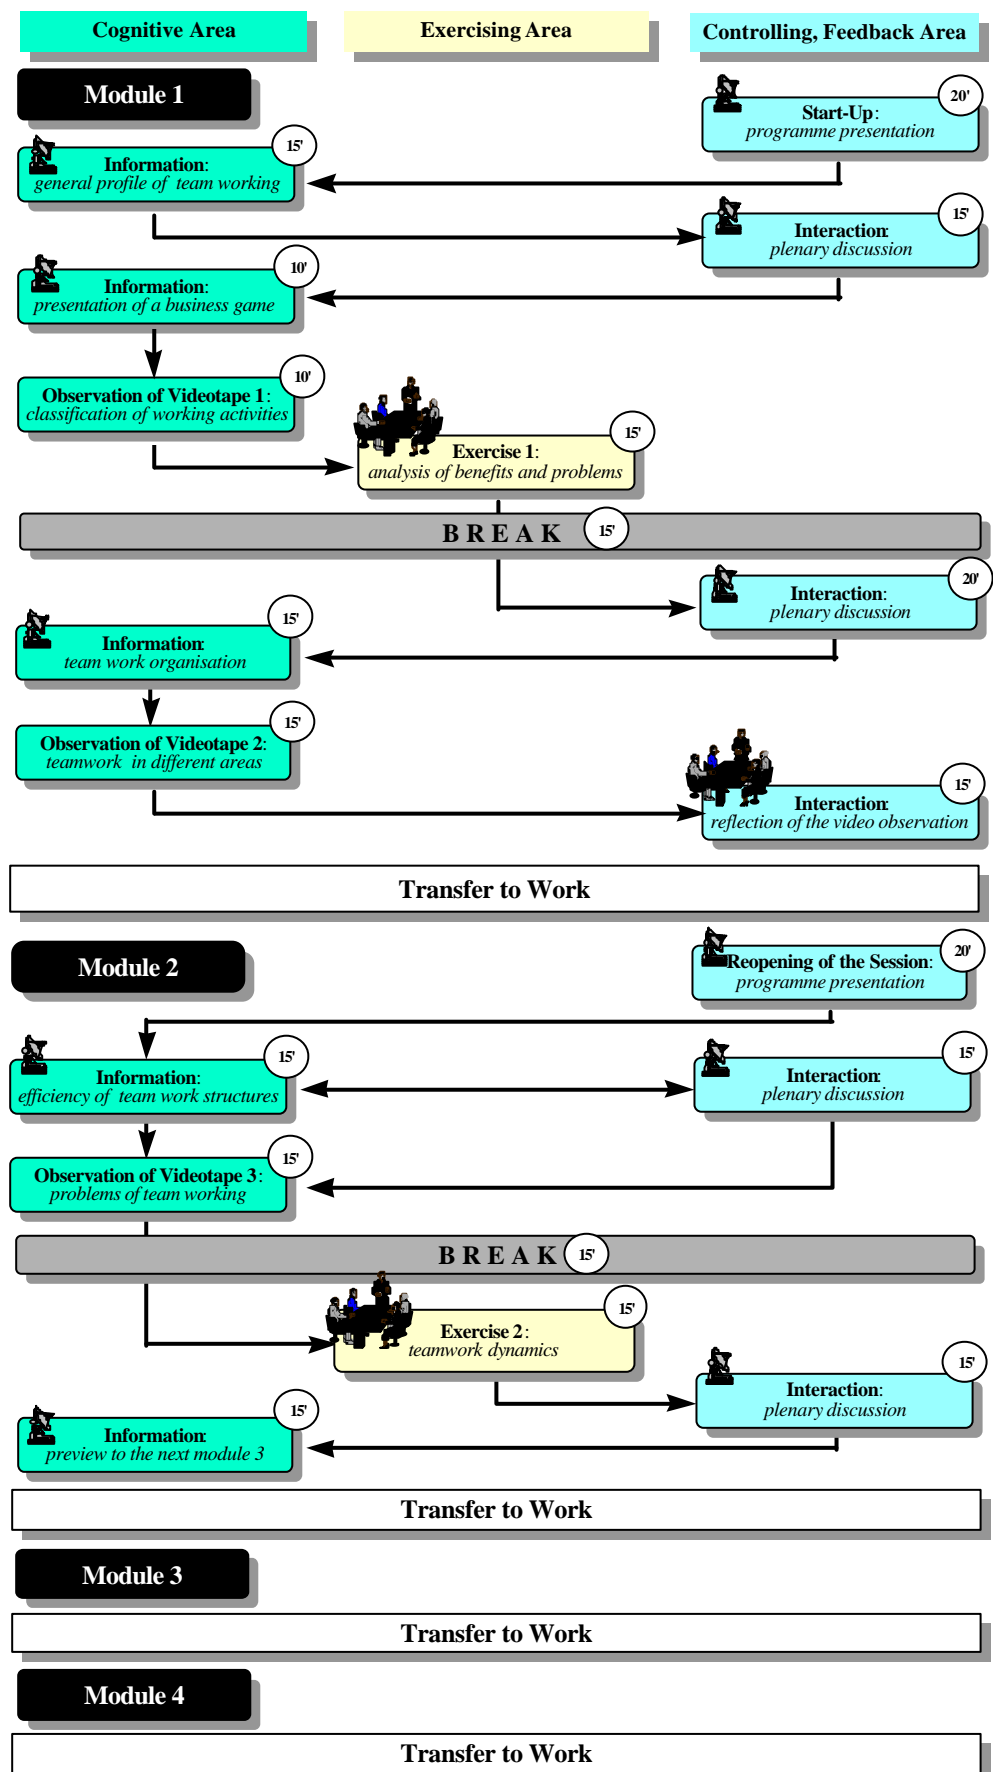 Cognitive Area
Exercising Area
Controlling, Feedback Area
Module 1
20'
Start-Up:
programme presentation
15'
Information:
general profile of team working
15'
Interaction:
plenary discussion
10'
Information:
presentation of a business game
10'
Observation of Videotape 1:
classification of working activities
15'
Exercise 1:
analysis of benefits and problems
B R E A K 15'
20'
Interaction:
plenary discussion
15'
Information:
team work organisation
15'
Observation of Videotape 2:
teamwork in different areas
15'
Interaction:
reflection of the video observation
Transfer to Work
Module 2
20'
Reopening of the Session:
programme presentation
15'
Information:
efficiency of team work structures
15'
Interaction:
plenary discussion
15'
Observation of Videotape 3:
problems of team working
B R E A K 15'
15'
Exercise 2:
teamwork dynamics
15'
Interaction:
plenary discussion
15'
Information:
preview to the next module 3
Transfer to Work
Module 3
Transfer to Work
Module 4
Transfer to Work